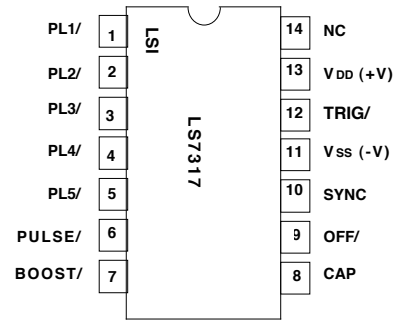 PL1/ 1 LSI 14 NC
PL2/ 2 13 VDD (+V)
PL3/ 3 12 TRIG/
PL4/ 4 LS7317 11 VSS (-V)
PL5/ 5 10 SYNC
PULSE/ 6 9 OFF/
BOOST/ 7 8 CAP